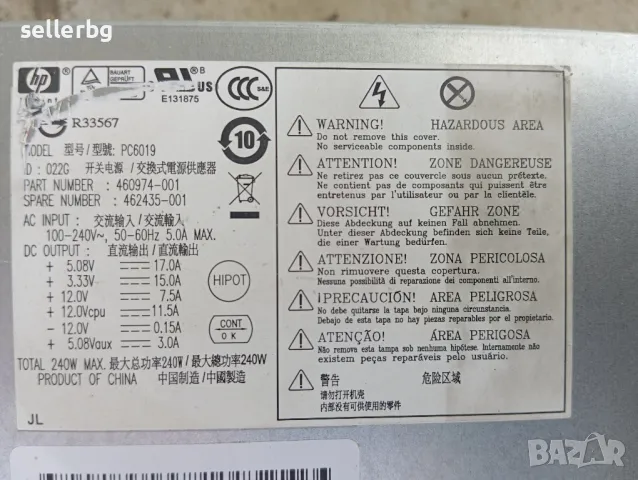 sellerbg
hp
BAUART
GEPRÜFT
B
US
E131875
CCC
S&E
R33567
MODEL 型号/型號: PC6019
ID : 022G 开关电源 /交换式電源供應器
PART NUMBER : 460974-001
SPARE NUMBER : 462435-001
AC INPUT : 交流输入/交流輸入
100-240V~, 50-60Hz 5.0A MAX.
DC OUTPUT : 直流输出/直流輸出
+ 5.08V 17.0A
+ 3.33V 15.0A
+ 12.0V 7.5A
+ 12.0Vcpu 11.5A
- 12.0V 0.15A
+ 5.08Vaux 3.0A
TOTAL 240W MAX. 最大总功率240W/最大總功率240W
PRODUCT OF CHINA 中国制造/中國製造
JL
10
HIPOT
CONT
OK
WARNING! HAZARDOUS AREA
Do not remove this cover.
No serviceable components inside.
ATTENTION! ZONE DANGEREUSE
Ne retirez pas ce couvercle sous aucun prétexte.
Ne contient pas de composants qui puissent être
entretenus par l'utilisateur ou par la clientele.
VORSICHT! GEFAHR ZONE
Diese Abdeckung auf keinen Fall abnehmen.
Unter dieser Abdeckung befinden sich keine Teile,
die einer Wartung bedürfen.
ATTENZIONE! ZONA PERICOLOSA
Non rimuovere questa copertura.
Nessuna possibilità di reparazione dei componenti all'interno.
¡PRECAUCIÓN! ÁREA PELIGROSA
No debe quitarse la tapa bajo ninguna circunstancia.
Debajo de esta tapa no hay piezas reparables por el propietario.
ATENÇÃO! ÁREA PERIGOSA
Não remova esta tampa sob nenhuma hipótese. Internamente não
existem peças reparáveis pelo usuário.
警告 危险区域
请勿打开机壳
内部没有可供使用的零件
BAZAR